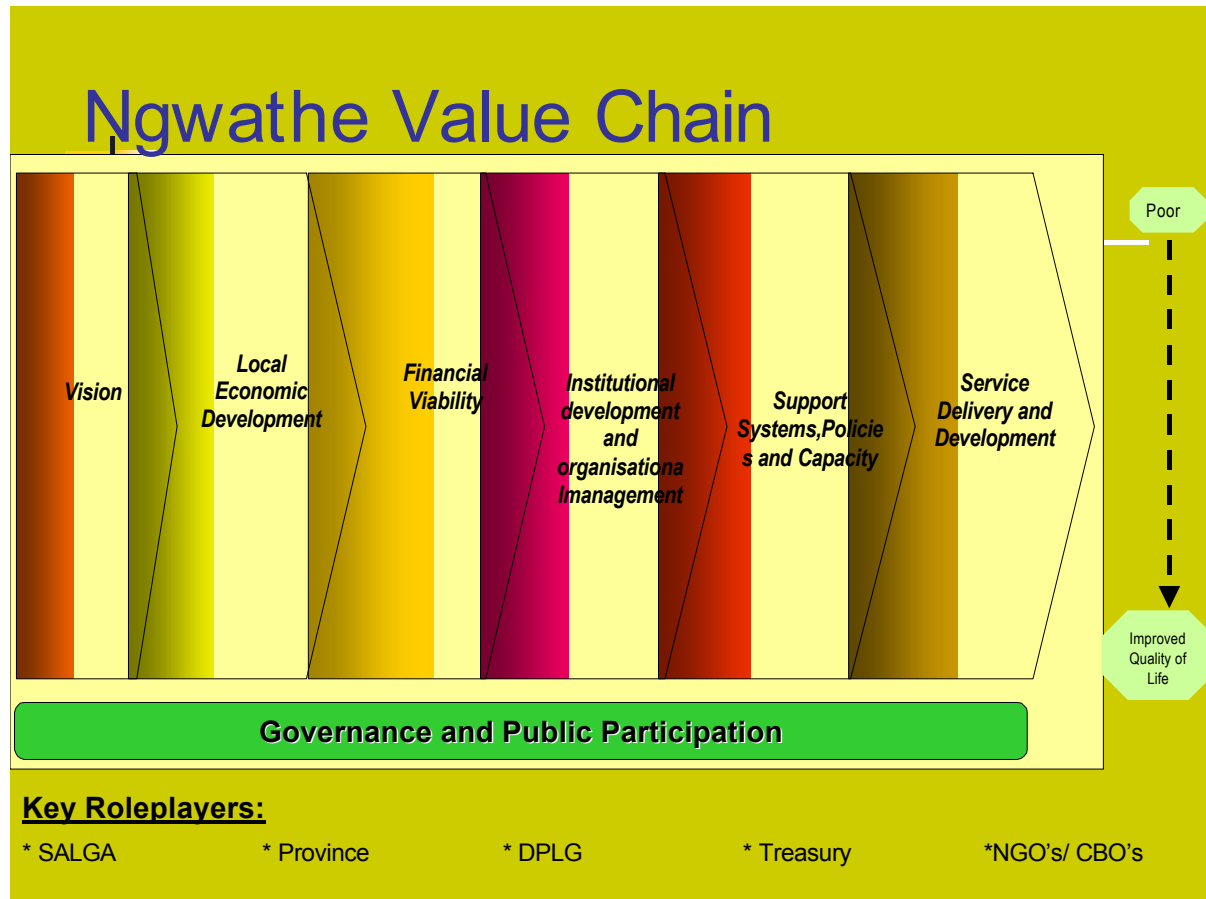 Ngwathe Value Chain
Vision
Local
Economic
Development
Financial
Viability
Institutional
development
and
organisationa
lmanagement
Support
Systems,Policie
s and Capacity
Service
Delivery and
Development
Poor
Improved
Quality of
Life
Governance and Public Participation
Key Roleplayers:
* SALGA * Province * DPLG * Treasury *NGO's/ CBO's